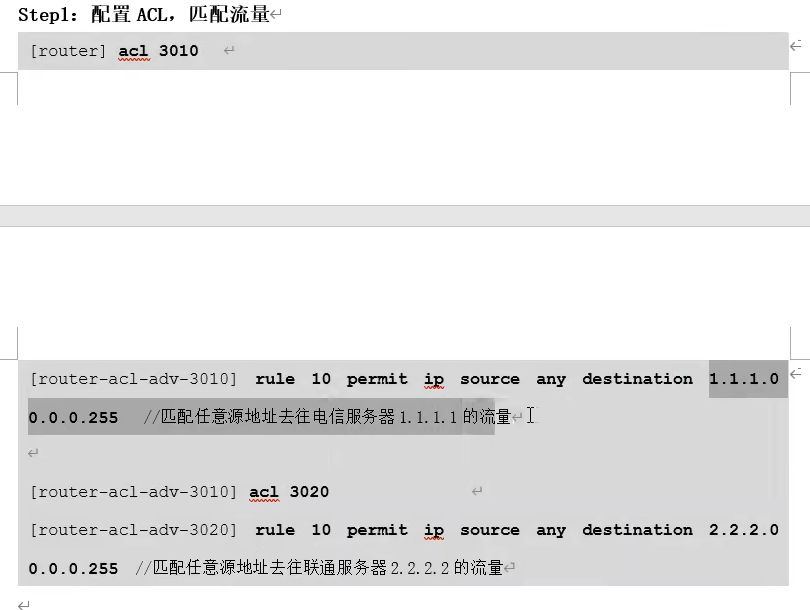 Step1：配置 ACL，匹配流量
[router] acl 3010
[router-acl-adv-3010] rule 10 permit ip source any destination 1.1.1.0
0.0.0.255 //匹配任意源地址去往电信服务器 1.1.1.1 的流量
[router-acl-adv-3010] acl 3020
[router-acl-adv-3020] rule 10 permit ip source any destination 2.2.2.0
0.0.0.255 //匹配任意源地址去往联通服务器 2.2.2.2 的流量